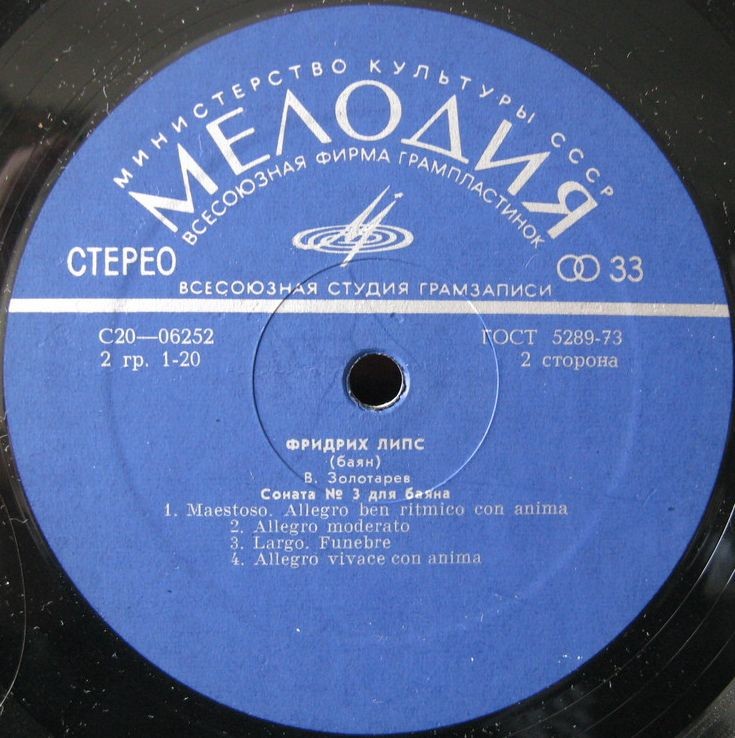 МИНИСТЕРСТВО КУЛЬТУРЫ СССР
МЕЛОДИЯ
ВСЕСОЮЗНАЯ ФИРМА ГРАМПЛАСТИНОК
СТЕРЕО
33
ВСЕСОЮЗНАЯ СТУДИЯ ГРАМЗАПИСИ
С20—06252
ГОСТ 5289-73
2 гр. 1-20
2 сторона
ФРИДРИХ ЛИПС
(баян)
В. Золотарев
Соната № 3 для баяна
1. Maestoso. Allegro ben ritmico con anima
2. Allegro moderato
3. Largo. Funebre
4. Allegro vivace con anima